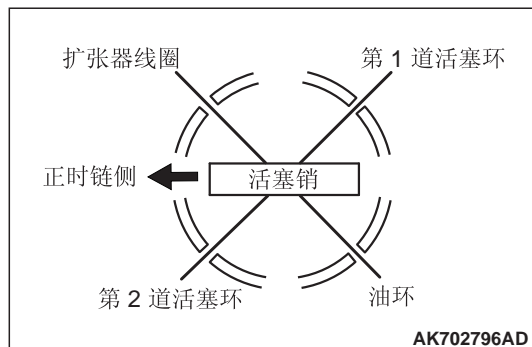 扩张器线圈
第 1 道活塞环
正时链侧
活塞销
第 2 道活塞环
油环
AK702796AD